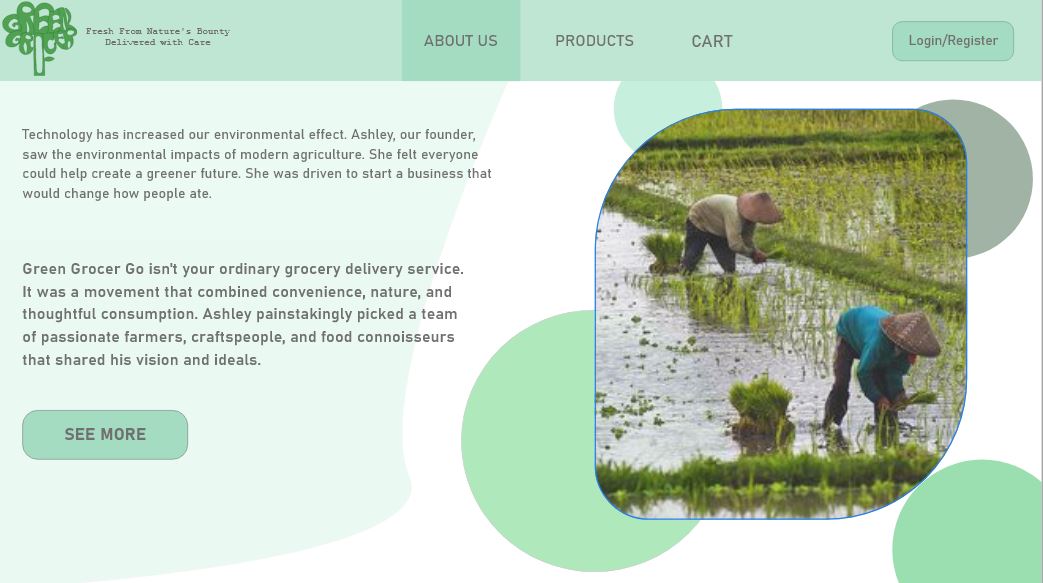 Fresh From Nature's Bounty
Delivered with Care
ABOUT US
PRODUCTS
CART
Login/Register
Technology has increased our environmental effect. Ashley, our founder,
saw the environmental impacts of modern agriculture. She felt everyone
could help create a greener future. She was driven to start a business that
would change how people ate.
Green Grocer Go isn't your ordinary grocery delivery service.
It was a movement that combined convenience, nature, and
thoughtful consumption. Ashley painstakingly picked a team
of passionate farmers, craftspeople, and food connoisseurs
that shared his vision and ideals.
SEE MORE